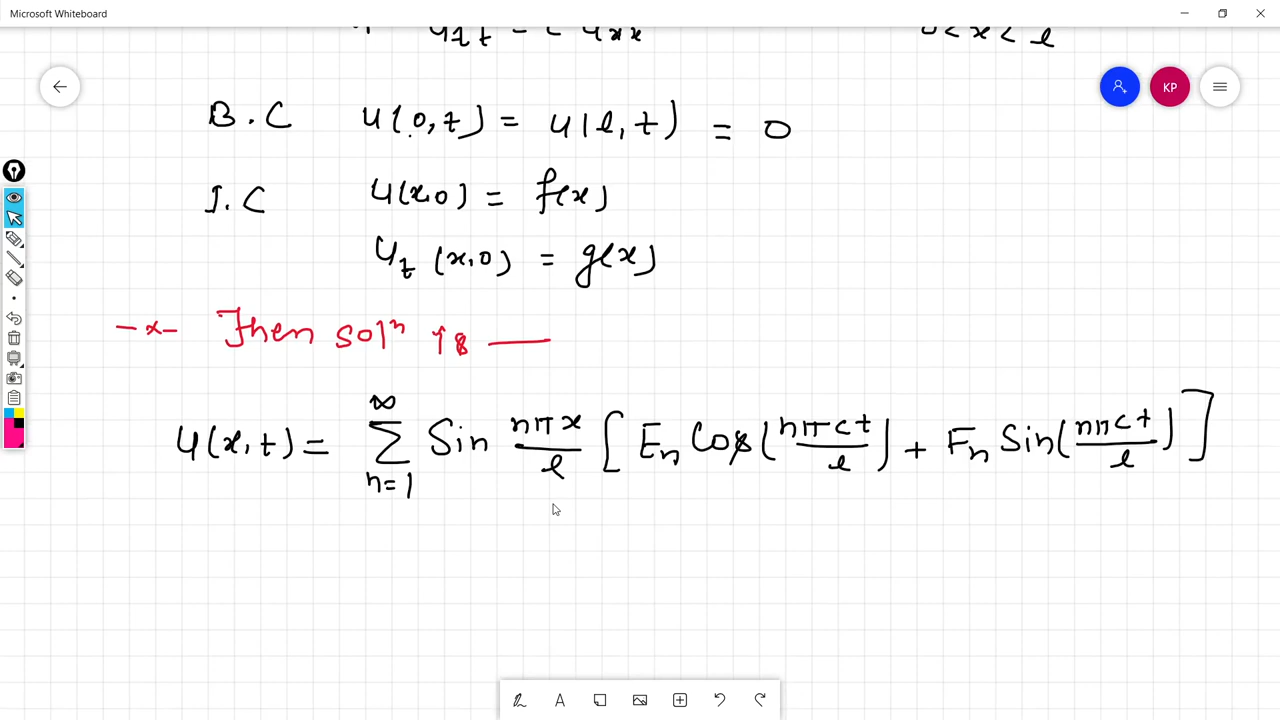 Microsoft Whiteboard
0 < x < l
KP
B.C u(0,t) = u(l,t) = 0
I.C u(x,0) = f(x)
u_t (x,0) = g(x)
-x- Then solⁿ is —
u(x,t) = ∑_{n=1}^{∞} Sin nπx/l [ E_n Cos(nπct/l) + F_n Sin(nπct/l) ]
A